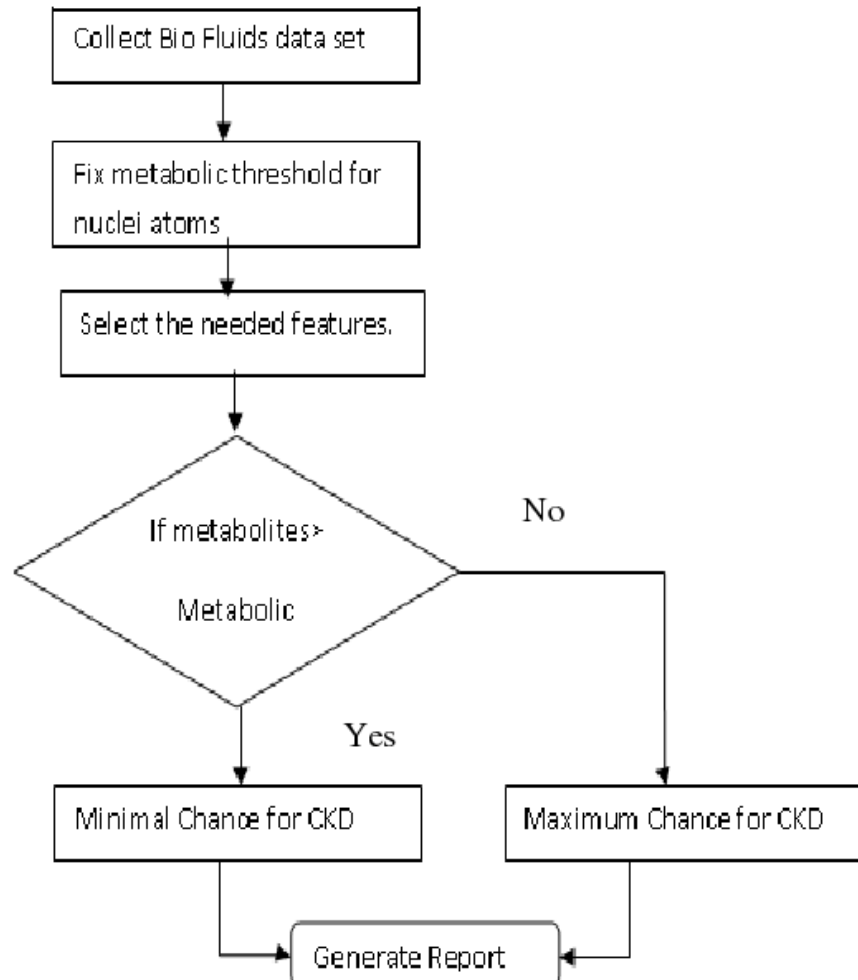 Collect Bio Fluids data set
Fix metabolic threshold for
nuclei atoms
Select the needed features.
If metabolites>
Metabolic
No
Yes
Minimal Chance for CKD
Maximum Chance for CKD
Generate Report